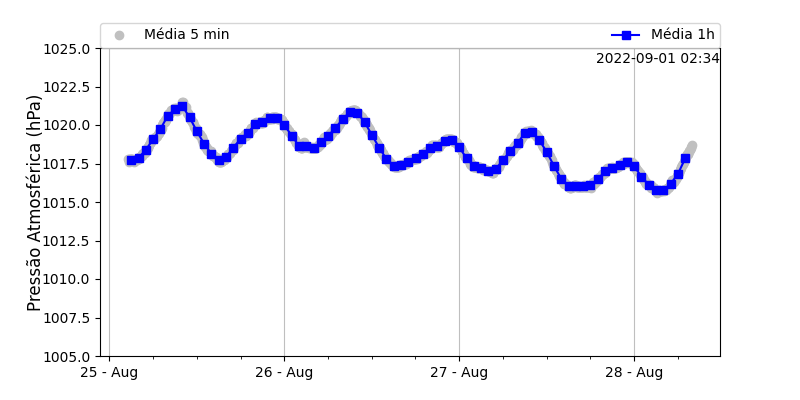 Média 5 min
Média 1h
2022-09-01 02:34
Pressão Atmosférica (hPa)
1025.0
1022.5
1020.0
1017.5
1015.0
1012.5
1010.0
1007.5
1005.0
25 - Aug
26 - Aug
27 - Aug
28 - Aug